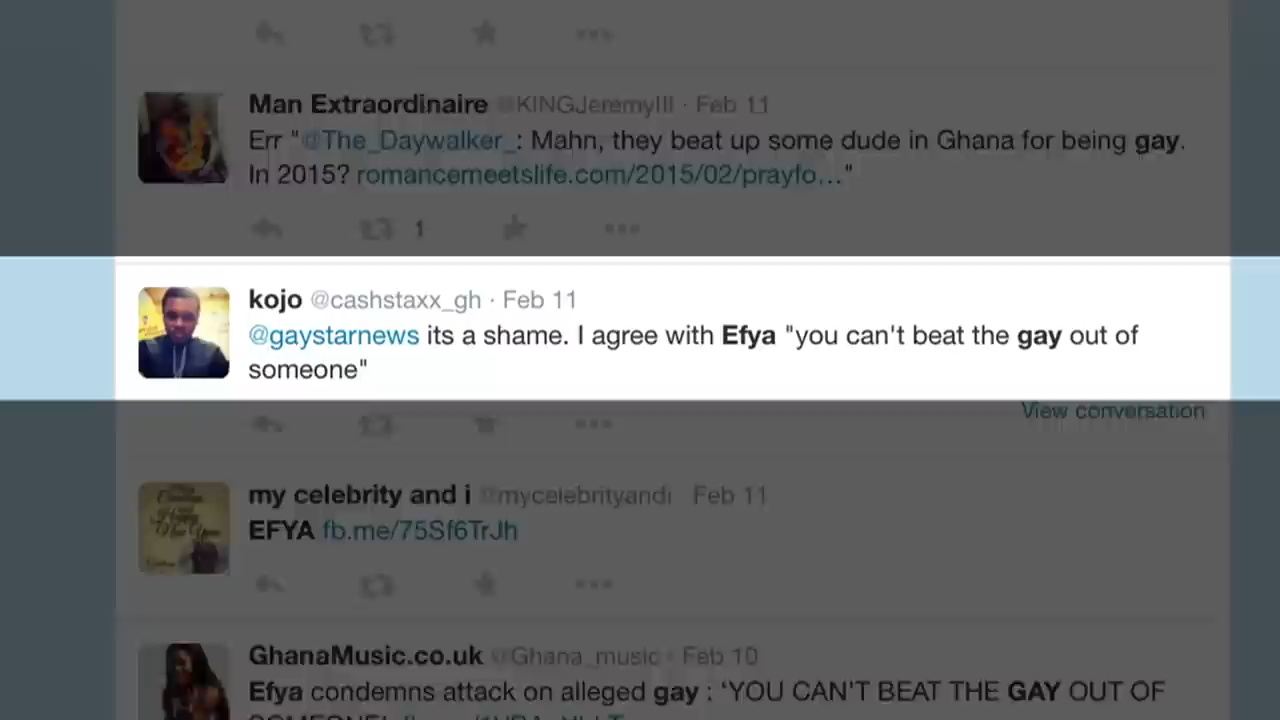 Man Extraordinaire @KINGJeremyIII · Feb 11
Err "@The_Daywalker_: Mahn, they beat up some dude in Ghana for being gay.
In 2015? romancemeetslife.com/2015/02/prayfo…"
1
kojo @cashstaxx_gh · Feb 11
@gaystarnews its a shame. I agree with Efya "you can't beat the gay out of
someone"
View conversation
my celebrity and i @mycelebrityandi · Feb 11
EFYA fb.me/75Sf6TrJh
GhanaMusic.co.uk @Ghana_music · Feb 10
Efya condemns attack on alleged gay : 'YOU CAN'T BEAT THE GAY OUT OF